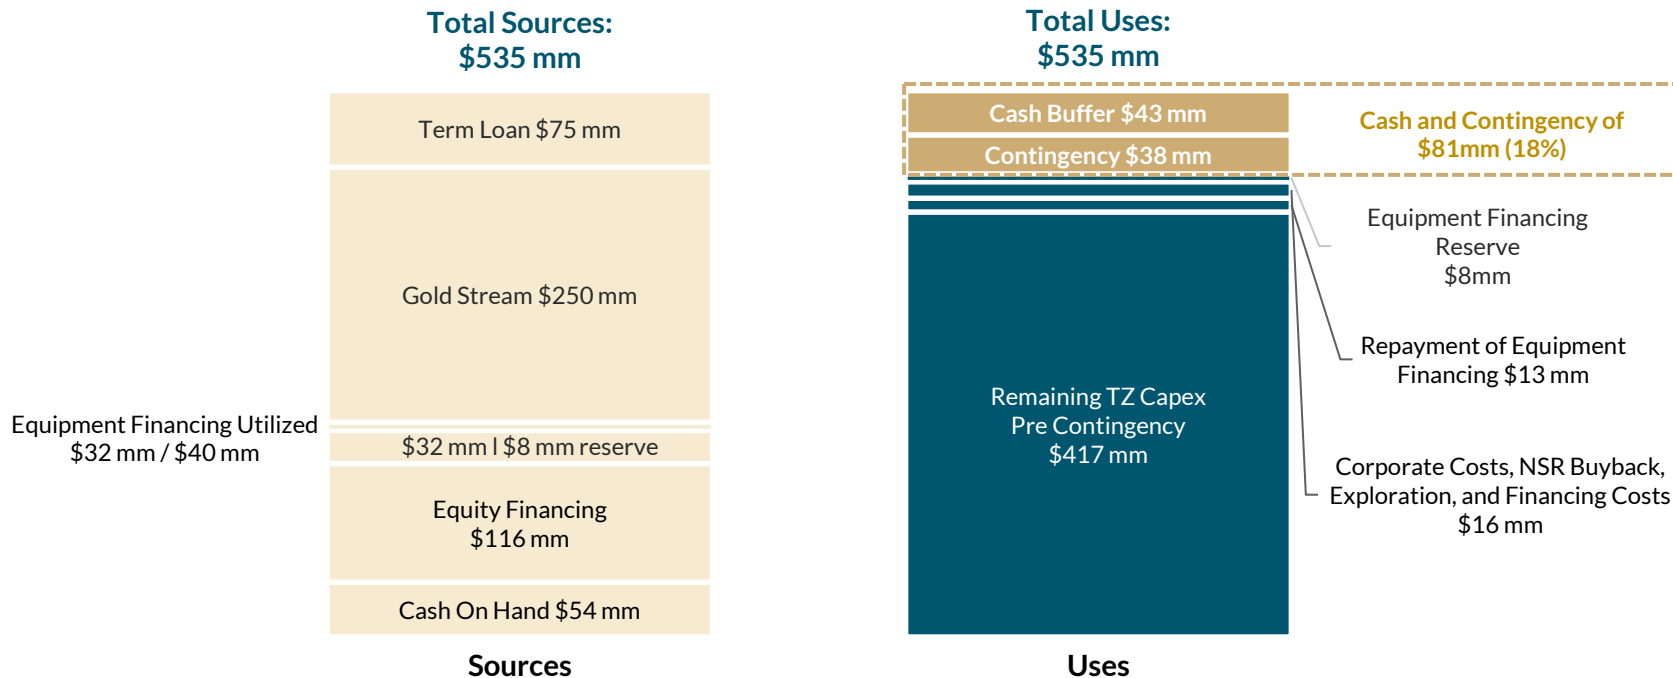 Total Sources:
$535 mm
Term Loan $75 mm
Gold Stream $250 mm
Equipment Financing Utilized
$32 mm / $40 mm
$32 mm I $8 mm reserve
Equity Financing
$116 mm
Cash On Hand $54 mm
Sources
Total Uses:
$535 mm
Cash Buffer $43 mm
Contingency $38 mm
Cash and Contingency of
$81mm (18%)
Equipment Financing
Reserve
$8mm
Repayment of Equipment
Financing $13 mm
Remaining TZ Capex
Pre Contingency
$417 mm
Corporate Costs, NSR Buyback,
Exploration, and Financing Costs
$16 mm
Uses